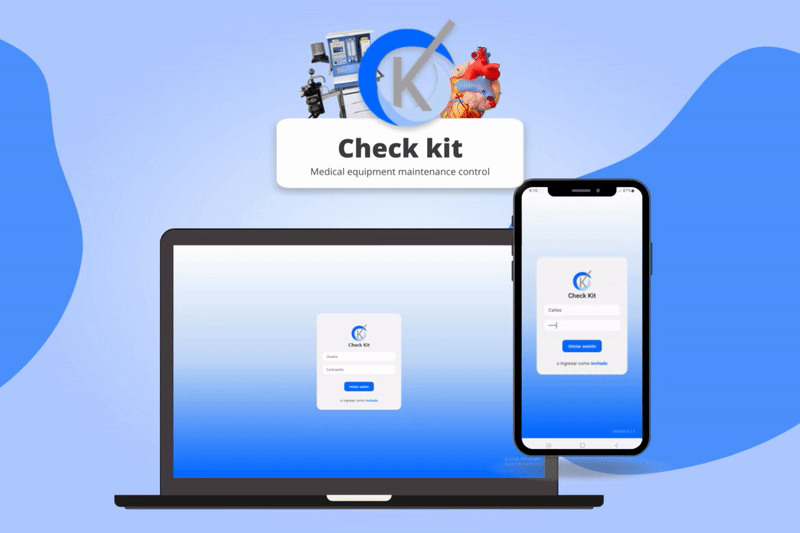 K
Check kit
Medical equipment maintenance control
K
Check Kit
Usuario
Contraseña
Iniciar sesión
o ingresar como invitado
67%
K
Check Kit
Carlos
Iniciar sesión
o ingresar como invitado